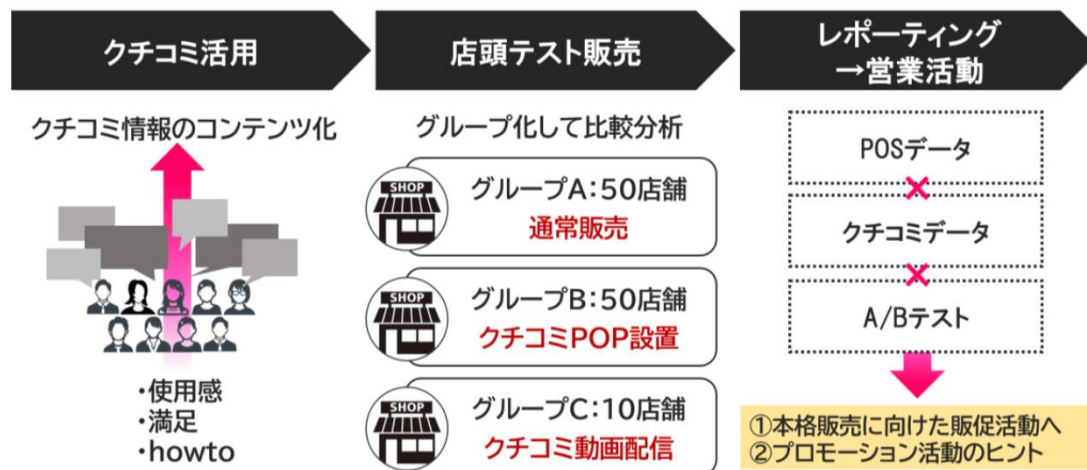 クチコミ活用
クチコミ情報のコンテンツ化
・使用感
・満足
・howto
店頭テスト販売
グループ化して比較分析
SHOP
グループA：50店舗
通常販売
SHOP
グループB：50店舗
クチコミPOP設置
SHOP
グループC：10店舗
クチコミ動画配信
レポーティング
→営業活動
POSデータ
×
クチコミデータ
×
A/Bテスト
①本格販売に向けた販促活動へ
②プロモーション活動のヒント